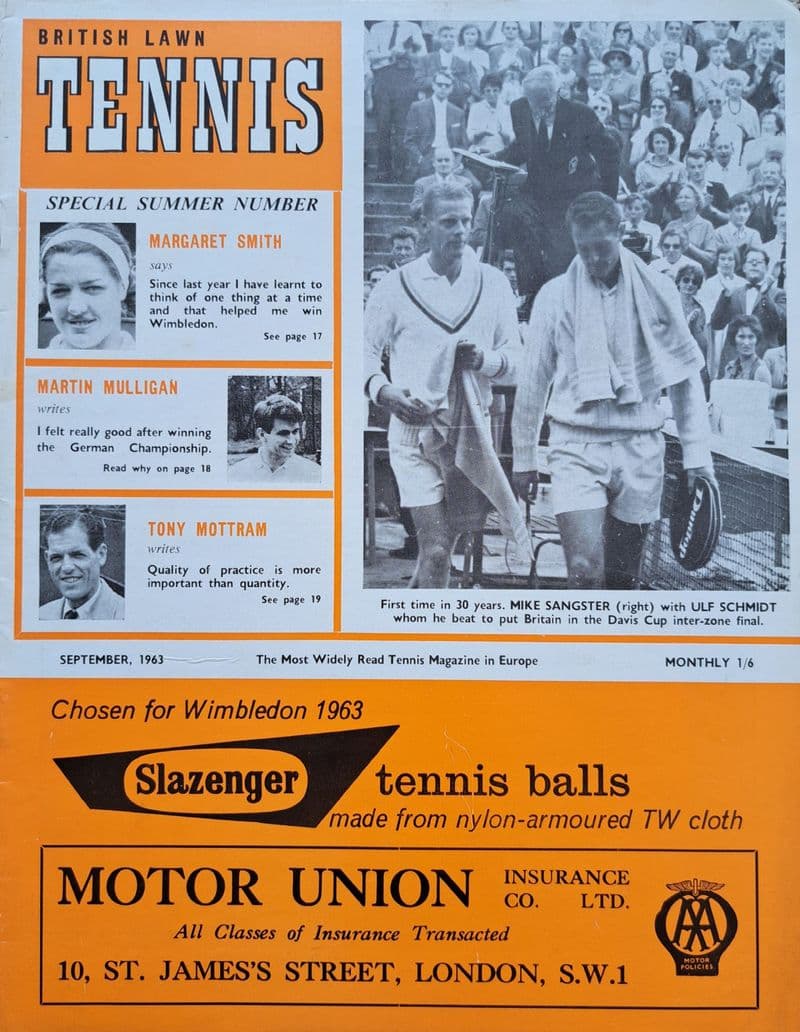 BRITISH LAWN
TENNIS
SPECIAL SUMMER NUMBER
MARGARET SMITH
says
Since last year I have learnt to
think of one thing at a time
and that helped me win
Wimbledon.
See page 17
MARTIN MULLIGAN
writes
I felt really good after winning
the German Championship.
Read why on page 18
TONY MOTTRAM
writes
Quality of practice is more
important than quantity.
See page 19
Dunlop
First time in 30 years. MIKE SANGSTER (right) with ULF SCHMIDT
whom he beat to put Britain in the Davis Cup inter-zone final.
SEPTEMBER, 1963 The Most Widely Read Tennis Magazine in Europe MONTHLY 1/6
Chosen for Wimbledon 1963
Slazenger tennis balls
made from nylon-armoured TW cloth
MOTOR UNION INSURANCE
CO. LTD.
All Classes of Insurance Transacted
10, ST. JAMES'S STREET, LONDON, S.W.1
AA
MOTOR
POLICIES